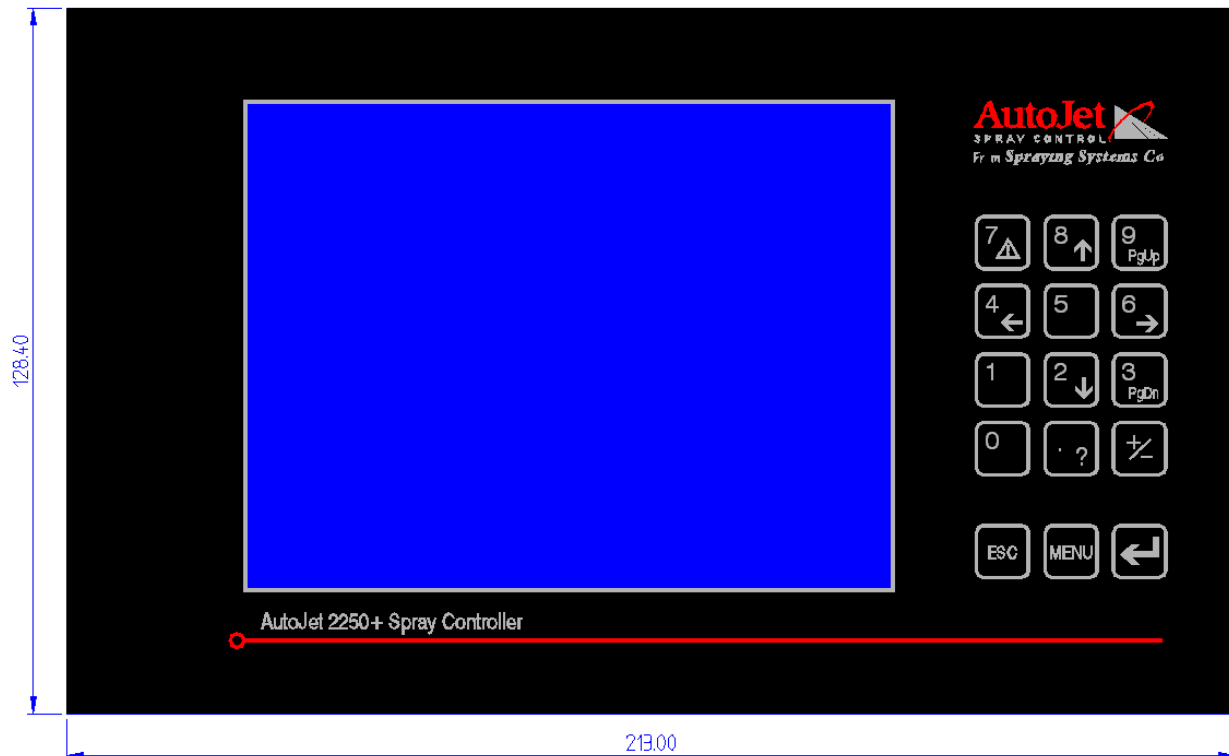 AutoJet
SPRAY CONTROL
Fr m Spraying Systems Co
7 8 9
PgUp
4 5 6
1 2 3
PgDn
0 . ? +/-
ESC MENU
AutoJet 2250+ Spray Controller
128.40
213.00